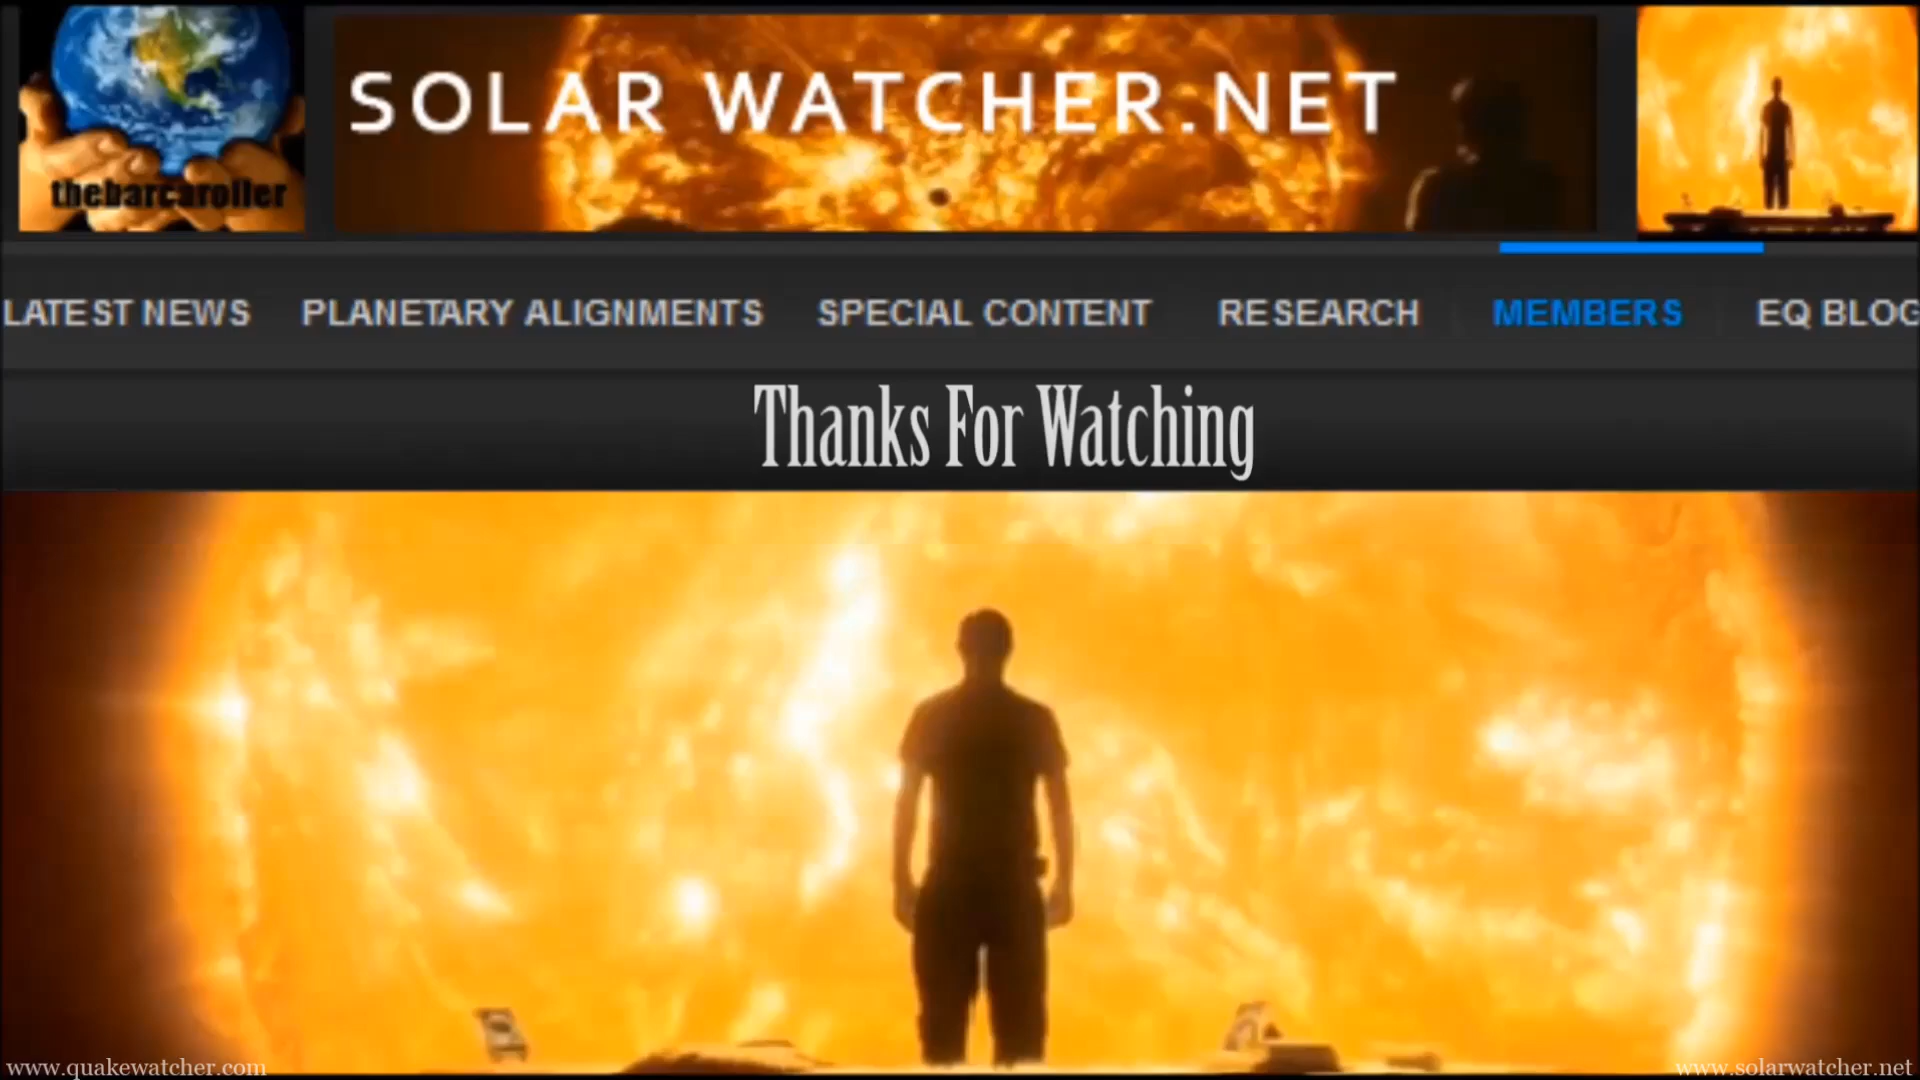 thebarcaroller
SOLAR WATCHER.NET
LATEST NEWS PLANETARY ALIGNMENTS SPECIAL CONTENT RESEARCH MEMBERS EQ BLOG
Thanks For Watching
www.quakewatcher.com
www.solarwatcher.net